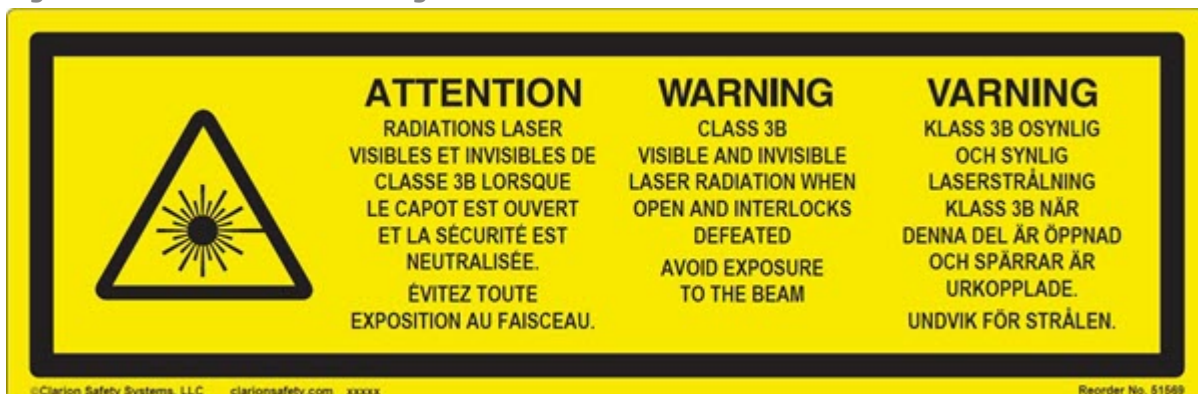 ATTENTION
RADIATIONS LASER
VISIBLES ET INVISIBLES DE
CLASSE 3B LORSQUE
LE CAPOT EST OUVERT
ET LA SÉCURITÉ EST
NEUTRALISÉE.
ÉVITEZ TOUTE
EXPOSITION AU FAISCEAU.
WARNING
CLASS 3B
VISIBLE AND INVISIBLE
LASER RADIATION WHEN
OPEN AND INTERLOCKS
DEFEATED
AVOID EXPOSURE
TO THE BEAM
VARNING
KLASS 3B OSYNLIG
OCH SYNLIG
LASERSTRÅLNING
KLASS 3B NÄR
DENNA DEL ÄR ÖPPNAD
OCH SPÄRRAR ÄR
URKOPPLADE.
UNDVIK FÖR STRÅLEN.
©Clarion Safety Systems, LLC clarionsafety.com xxxxx
Reorder No. 51569